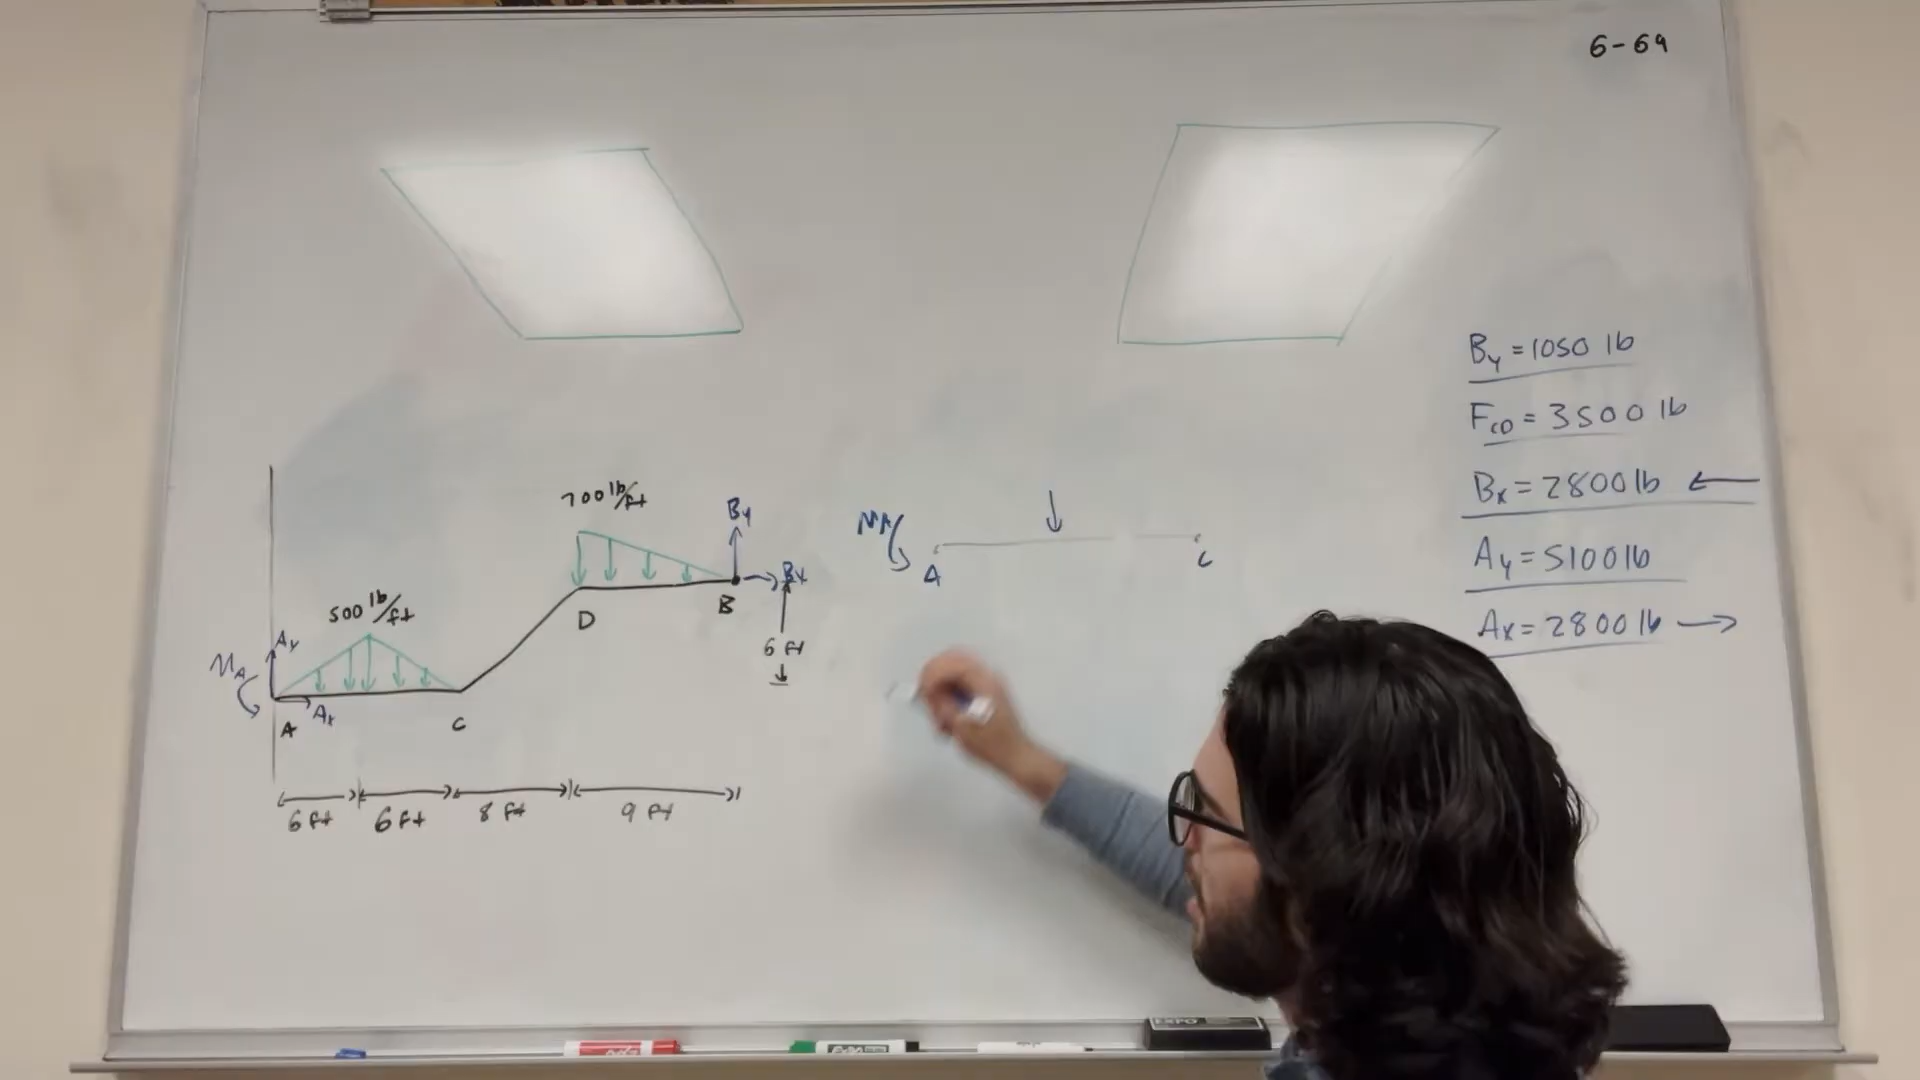 6-69
700 lb/ft
By
Bx
B
D
6 ft
500 lb/ft
Ay
MA
Ax
A
C
6 ft
6 ft
8 ft
9 ft
MA
A
C
By = 1050 lb
FCD = 3500 lb
Bx = 2800 lb ←
Ay = 5100 lb
Ax = 2800 lb →
EXPO